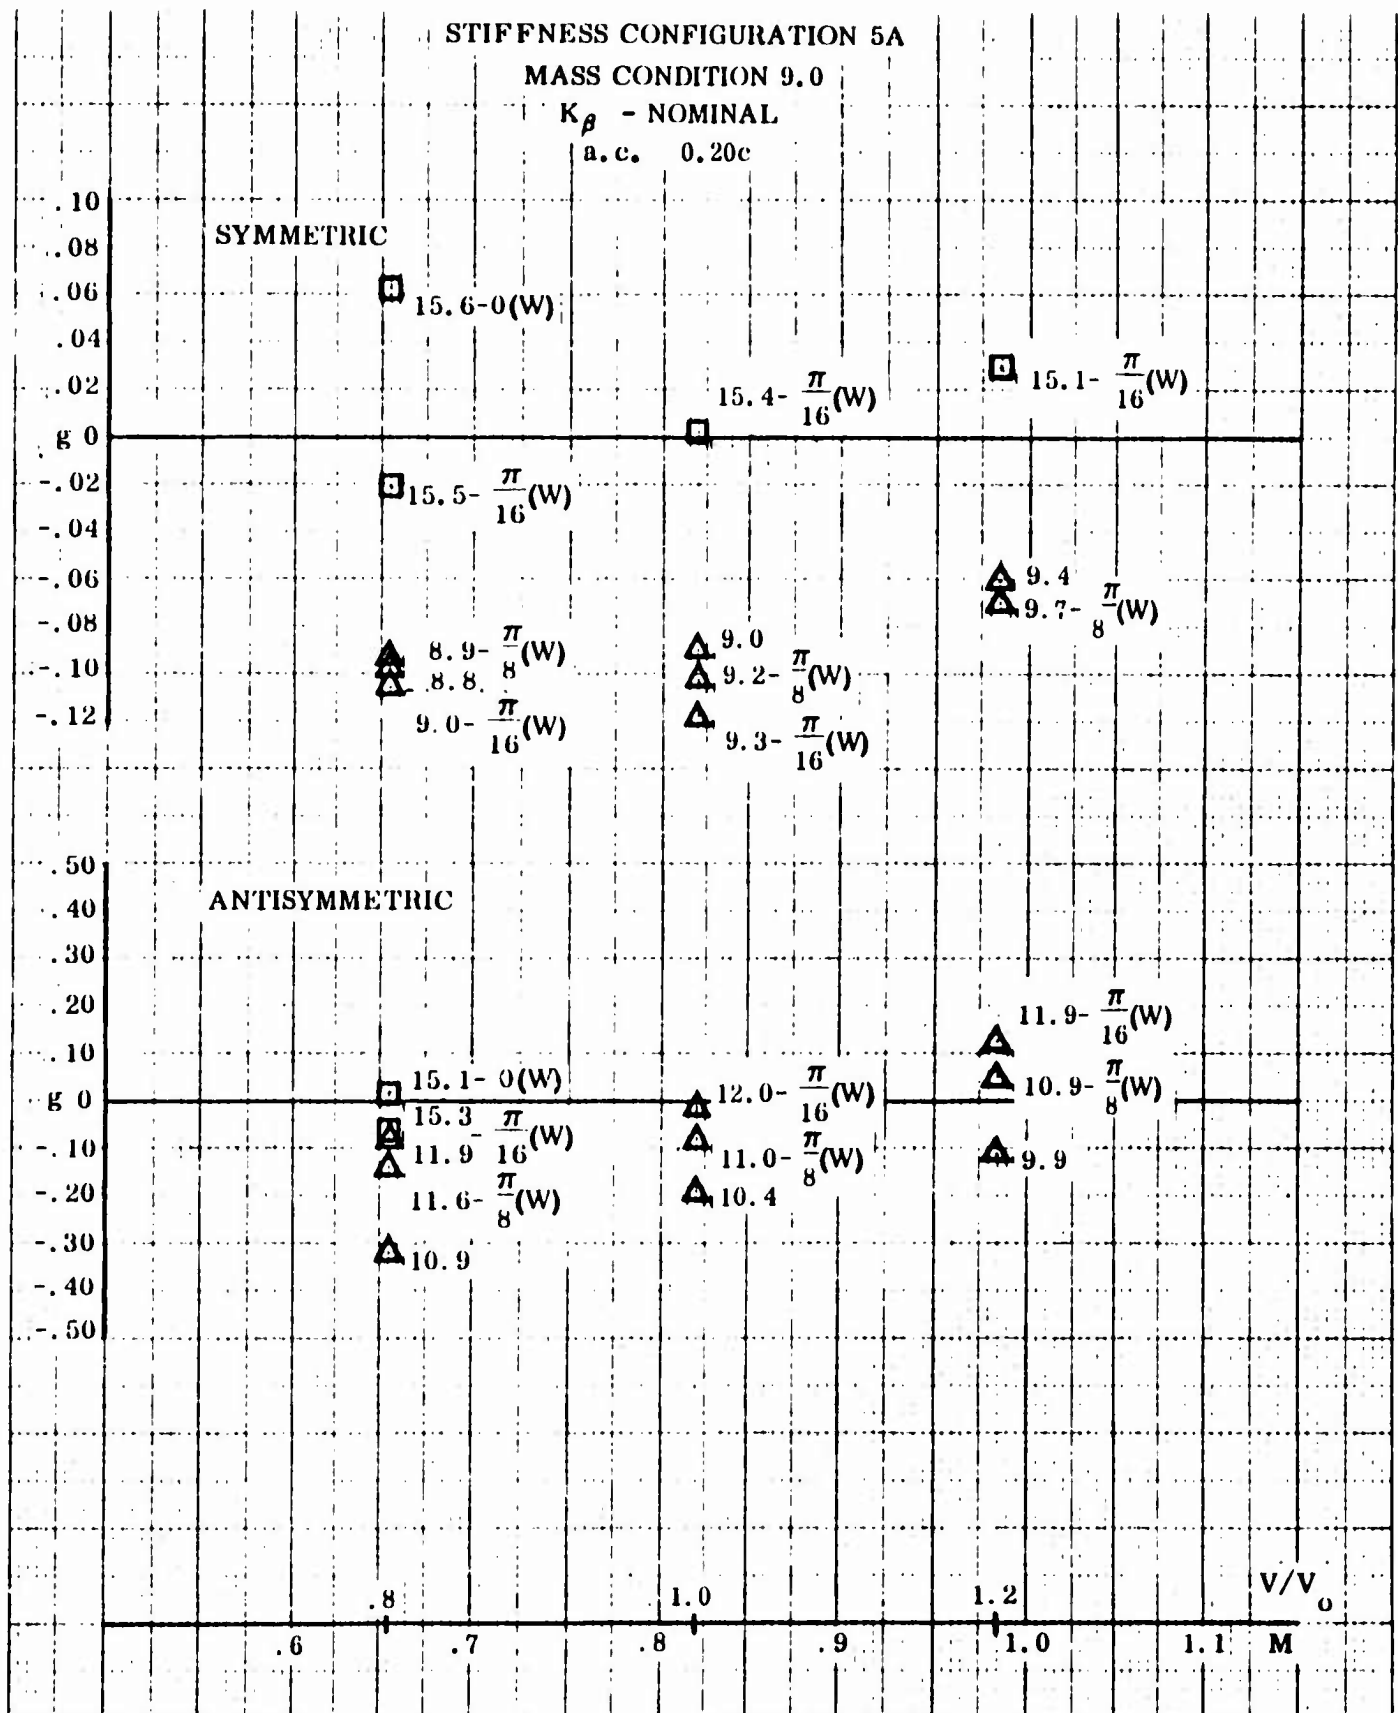 STIFFNESS CONFIGURATION 5A
MASS CONDITION 9.0
Kβ - NOMINAL
a.c. 0.20c
.10
SYMMETRIC
.08
.06
15.6-0(W)
.04
.02
15.4- π/16(W)
15.1- π/16(W)
g 0
-.02
15.5- π/16(W)
-.04
-.06
9.4
9.7- π/8(W)
-.08
8.9- π/8(W)
9.0
-.10
8.8
9.2- π/8(W)
-.12
9.0- π/16(W)
9.3- π/16(W)
.50
ANTISYMMETRIC
.40
.30
.20
11.9- π/16(W)
.10
15.1- 0(W)
12.0- π/16(W)
10.9- π/8(W)
g 0
15.3
11.9 - π/16(W)
-.10
11.0- π/8(W)
9.9
-.20
11.6- π/8(W)
10.4
-.30
10.9
-.40
-.50
.8 1.0 1.2 V/Vo
.6 .7 .8 .9 1.0 1.1 M